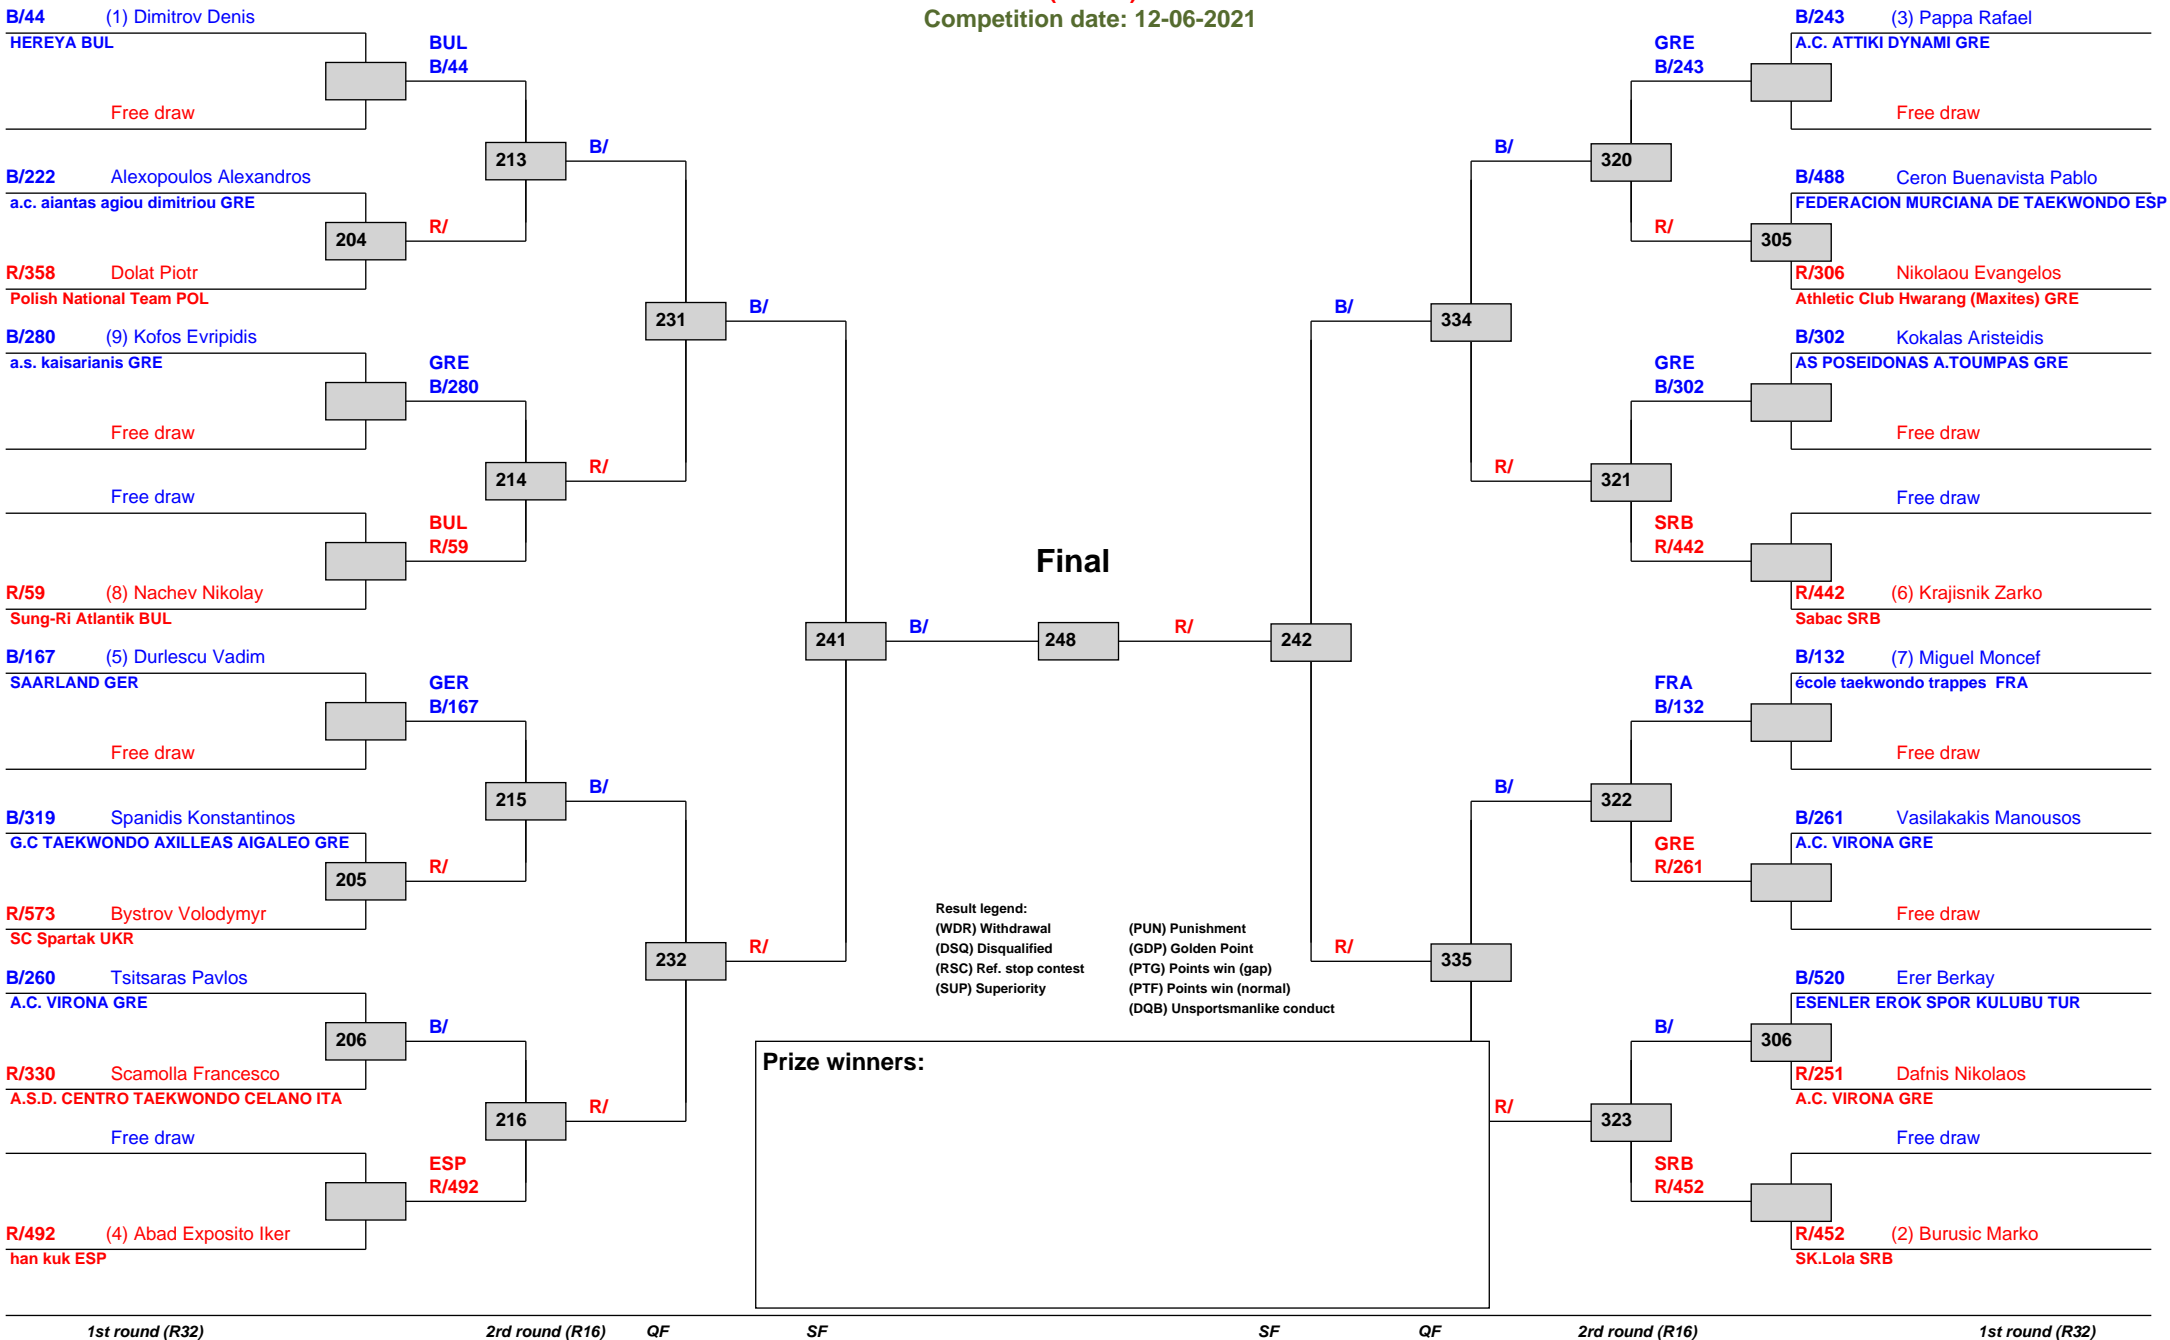 Competition date: 12-06-2021
B/44 (1) Dimitrov Denis
HEREYA BUL
BUL
B/44
Free draw
213
B/
B/222 Alexopoulos Alexandros
a.c. aiantas agiou dimitriou GRE
204
R/
R/358 Dolat Piotr
Polish National Team POL
231
B/
B/280 (9) Kofos Evripidis
a.s. kaisarianis GRE
GRE
B/280
Free draw
214
R/
Free draw
BUL
R/59
R/59 (8) Nachev Nikolay
Sung-Ri Atlantik BUL
241
B/
B/167 (5) Durlescu Vadim
SAARLAND GER
GER
B/167
Free draw
215
B/
B/319 Spanidis Konstantinos
G.C TAEKWONDO AXILLEAS AIGALEO GRE
205
R/
R/573 Bystrov Volodymyr
SC Spartak UKR
232
R/
B/260 Tsitsaras Pavlos
A.C. VIRONA GRE
206
B/
R/330 Scamolla Francesco
A.S.D. CENTRO TAEKWONDO CELANO ITA
216
R/
Free draw
ESP
R/492
R/492 (4) Abad Exposito Iker
han kuk ESP
Final
248
R/
242
B/243 (3) Pappa Rafael
A.C. ATTIKI DYNAMI GRE
GRE
B/243
Free draw
B/
320
B/488 Ceron Buenavista Pablo
FEDERACION MURCIANA DE TAEKWONDO ESP
R/
305
R/306 Nikolaou Evangelos
Athletic Club Hwarang (Maxites) GRE
B/
334
B/302 Kokalas Aristeidis
AS POSEIDONAS A.TOUMPAS GRE
GRE
B/302
Free draw
R/
321
Free draw
SRB
R/442
R/442 (6) Krajisnik Zarko
Sabac SRB
B/132 (7) Miguel Moncef
école taekwondo trappes FRA
FRA
B/132
Free draw
B/
322
B/261 Vasilakakis Manousos
A.C. VIRONA GRE
GRE
R/261
Free draw
R/
335
B/520 Erer Berkay
ESENLER EROK SPOR KULUBU TUR
B/
306
R/251 Dafnis Nikolaos
A.C. VIRONA GRE
R/
323
Free draw
SRB
R/452
R/452 (2) Burusic Marko
SK.Lola SRB
Result legend:
(WDR) Withdrawal (PUN) Punishment
(DSQ) Disqualified (GDP) Golden Point
(RSC) Ref. stop contest (PTG) Points win (gap)
(SUP) Superiority (PTF) Points win (normal)
(DQB) Unsportsmanlike conduct
Prize winners:
1st round (R32) 2rd round (R16) QF SF SF QF 2rd round (R16) 1st round (R32)